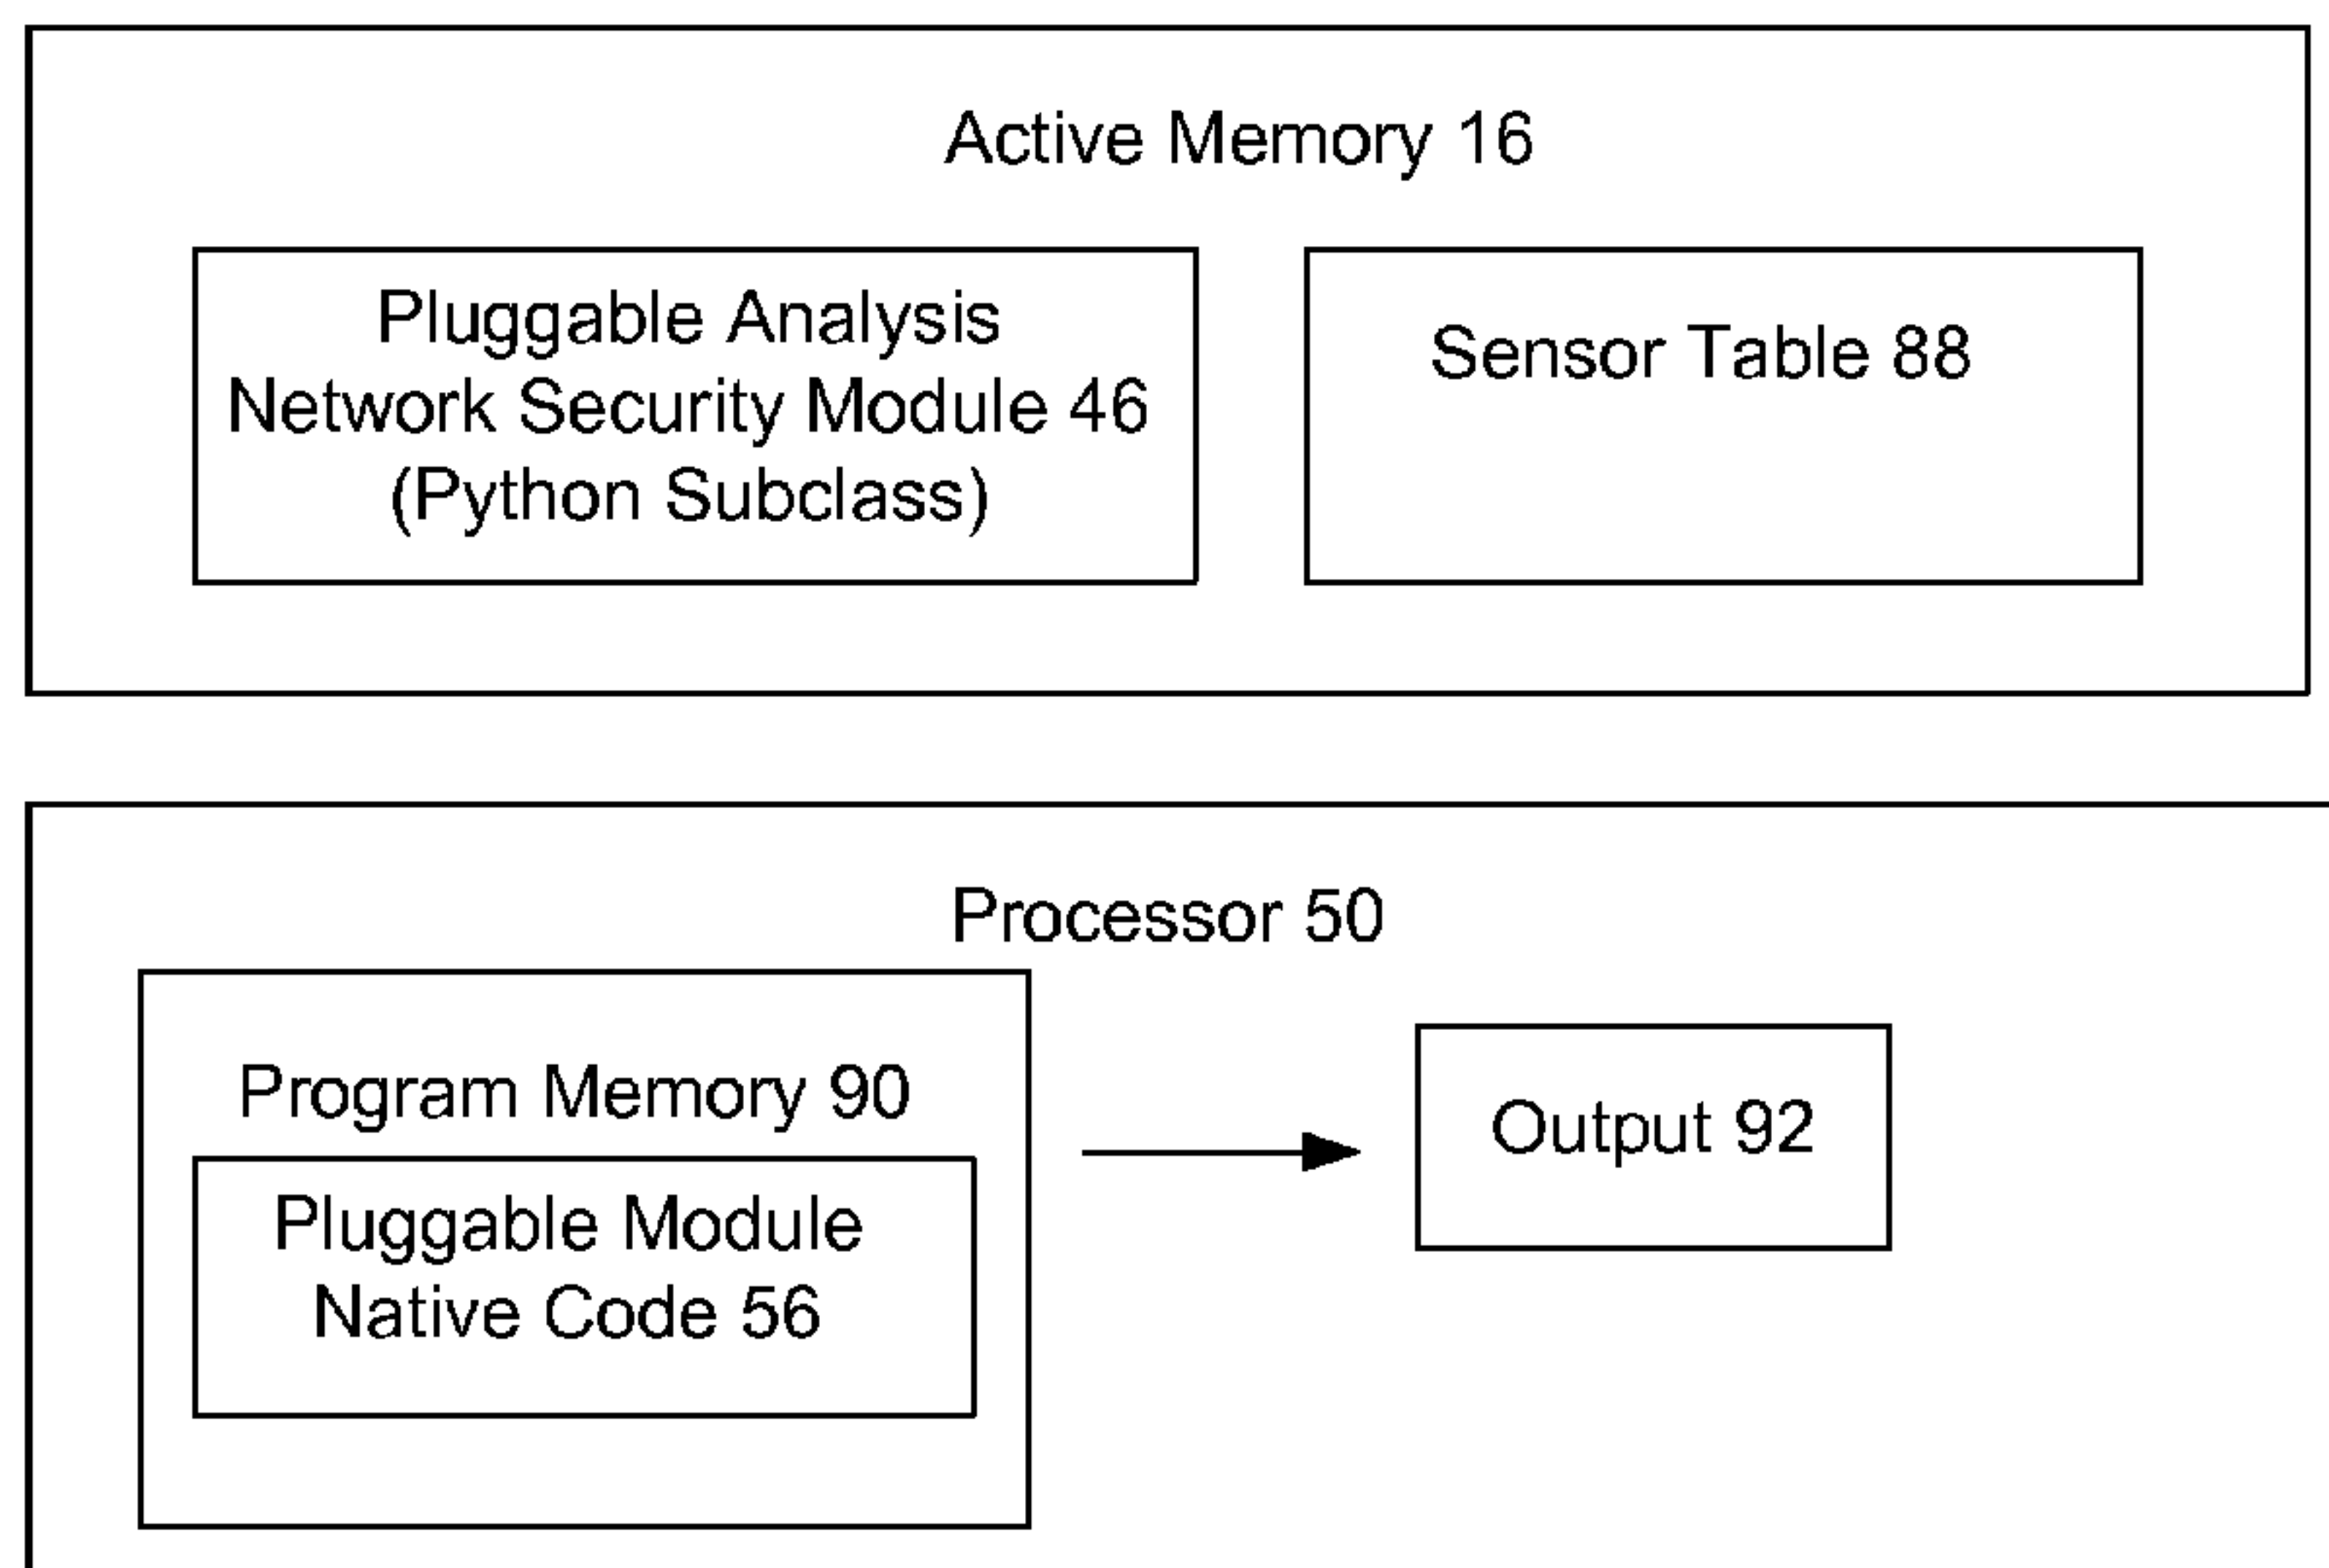 Active Memory 16
Pluggable Analysis
Network Security Module 46
(Python Subclass)
Sensor Table 88
Processor 50
Program Memory 90
Pluggable Module
Native Code 56
Output 92